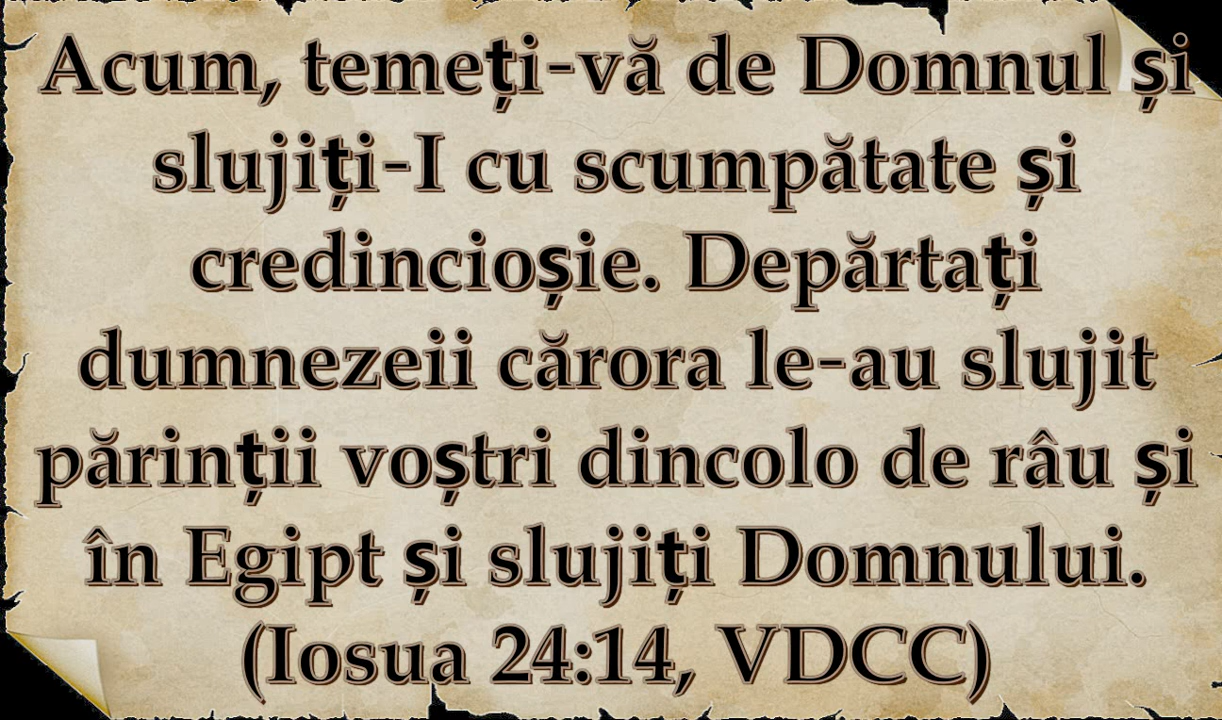 Acum, temeți-vă de Domnul și
slujiți-I cu scumpătate și
credincioșie. Depărtați
dumnezeii cărora le-au slujit
părinții voștri dincolo de râu și
în Egipt și slujiți Domnului.
(Iosua 24:14, VDCC)